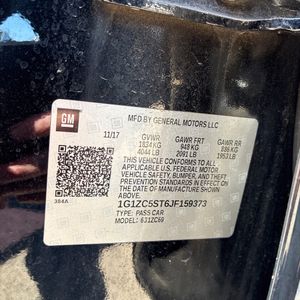 GM
MFD BY GENERAL MOTORS LLC
11/17
GVWR GAWR FRT GAWR RR
1834 KG 948 KG 886 KG
4044 LB 2091 LB 1953 LB
THIS VEHICLE CONFORMS TO ALL
APPLICABLE U.S. FEDERAL MOTOR
VEHICLE SAFETY, BUMPER, AND THEFT
PREVENTION STANDARDS IN EFFECT ON
THE DATE OF MANUFACTURE SHOWN
ABOVE.
384A
1G1ZC5ST6JF159373
TYPE: PASS CAR
MODEL: 631ZC69